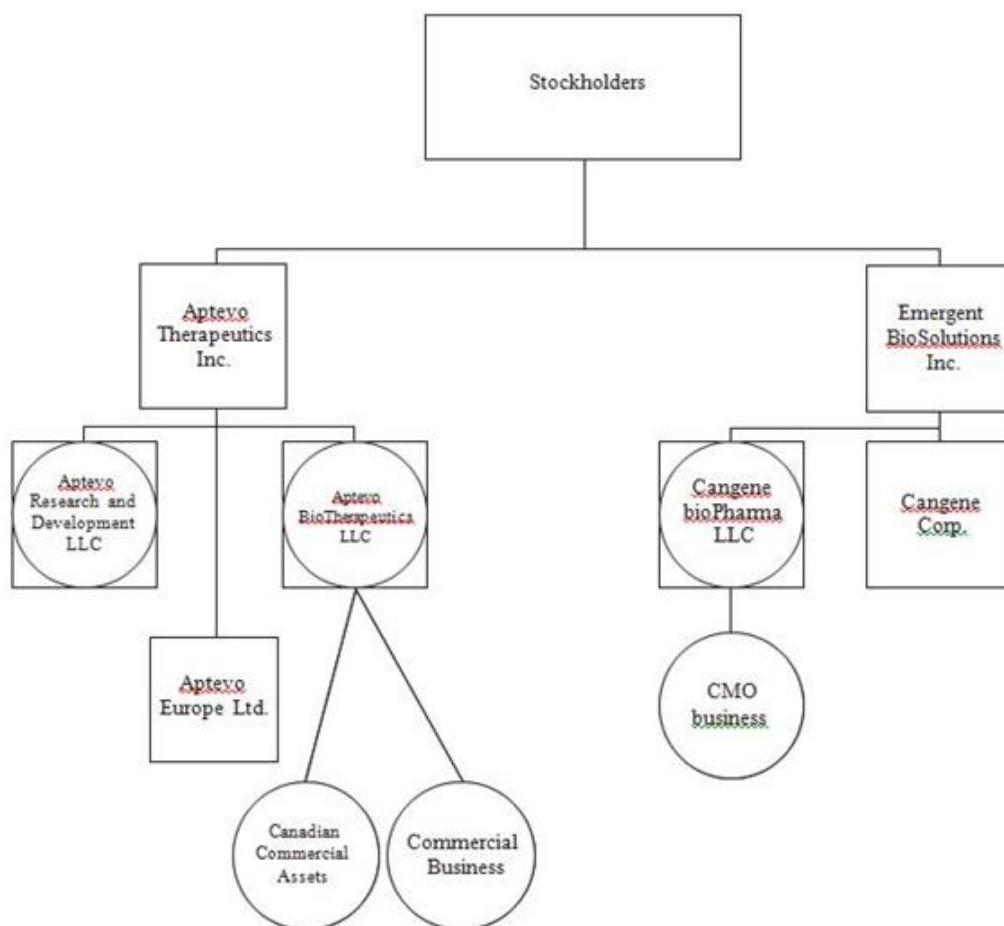 Stockholders
Aptevo
Therapeutics
Inc.
Emergent
BioSolutions
Inc.
Aptevo
Research and
Development
LLC
Aptevo
BioTherapeutics
LLC
Cangene
bioPharma
LLC
Cangene
Corp.
Aptevo
Europe Ltd.
CMO
business
Canadian
Commercial
Assets
Commercial
Business